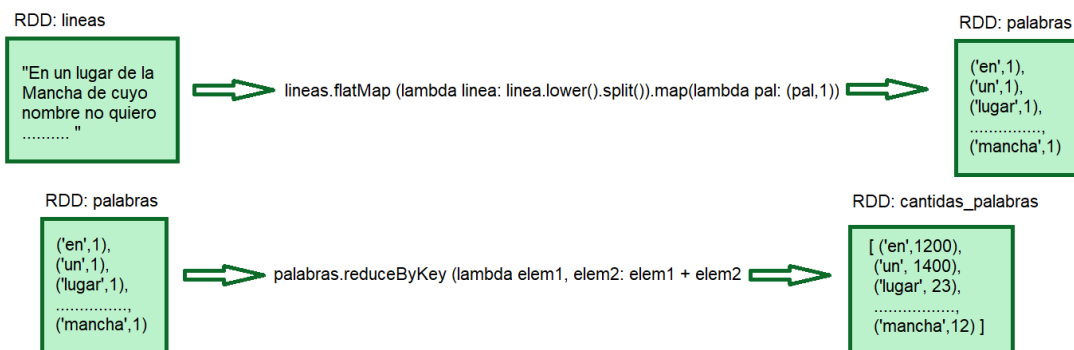 RDD: lineas
RDD: palabras
"En un lugar de la
Mancha de cuyo
nombre no quiero
.......... "
lineas.flatMap (lambda linea: linea.lower().split()).map(lambda pal: (pal,1))
('en',1),
('un',1),
('lugar',1),
................,
('mancha',1)
RDD: palabras
RDD: cantidas_palabras
('en',1),
('un',1),
('lugar',1),
................,
('mancha',1)
palabras.reduceByKey (lambda elem1, elem2: elem1 + elem2
[ ('en',1200),
('un', 1400),
('lugar', 23),
..................,
('mancha',12) ]